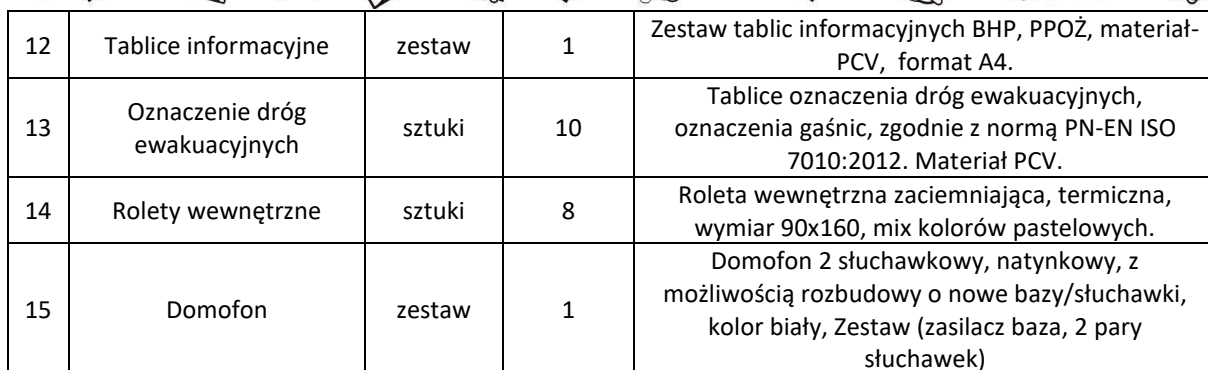 12 Tablice informacyjne zestaw 1 Zestaw tablic informacyjnych BHP, PPOŻ, materiał-
PCV, format A4.
13 Oznaczenie dróg
ewakuacyjnych sztuki 10 Tablice oznaczenia dróg ewakuacyjnych,
oznaczenia gaśnic, zgodnie z normą PN-EN ISO
7010:2012. Materiał PCV.
14 Rolety wewnętrzne sztuki 8 Roleta wewnętrzna zaciemniająca, termiczna,
wymiar 90x160, mix kolorów pastelowych.
15 Domofon zestaw 1 Domofon 2 słuchawkowy, natynkowy, z
możliwością rozbudowy o nowe bazy/słuchawki,
kolor biały, Zestaw (zasilacz baza, 2 pary
słuchawek)